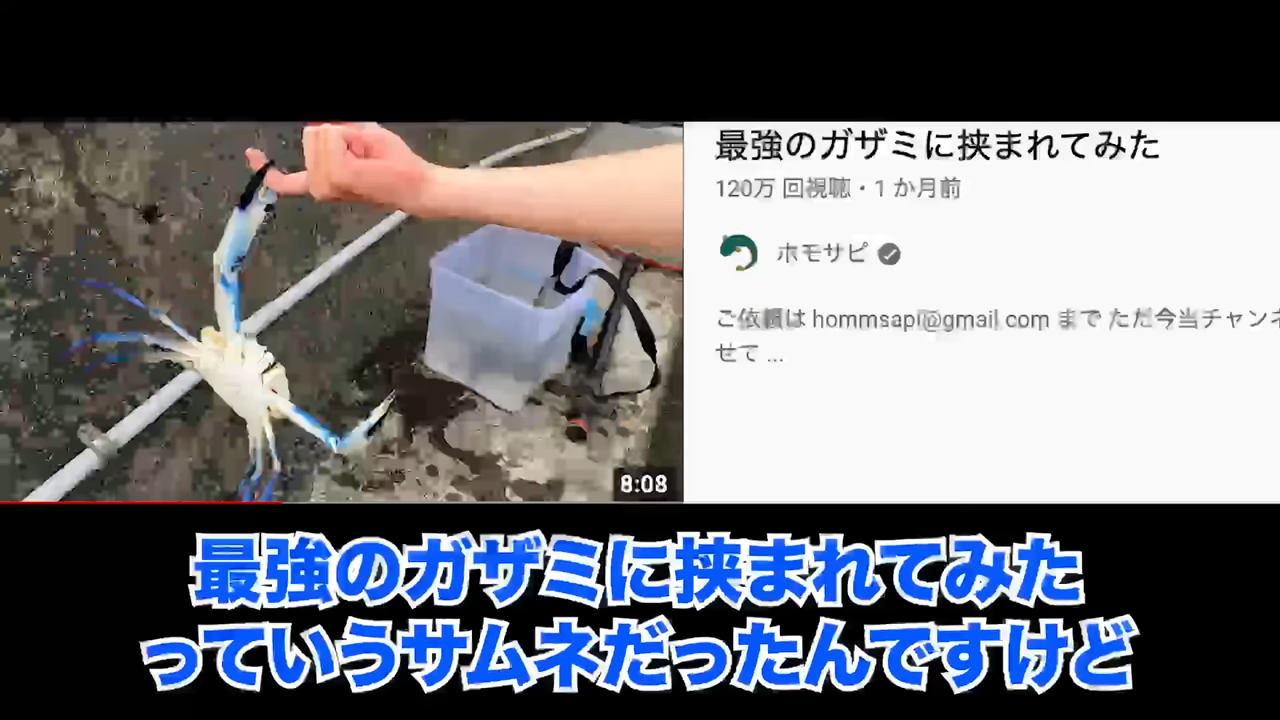 最強のガザミに挟まれてみた
120万 回視聴・1 か月前
ホモサピ
ご依頼は hommsapi@gmail.com まで ただ今当チャンネ
せて ...
8:08
最強のガザミに挟まれてみた
っていうサムネだったんですけど